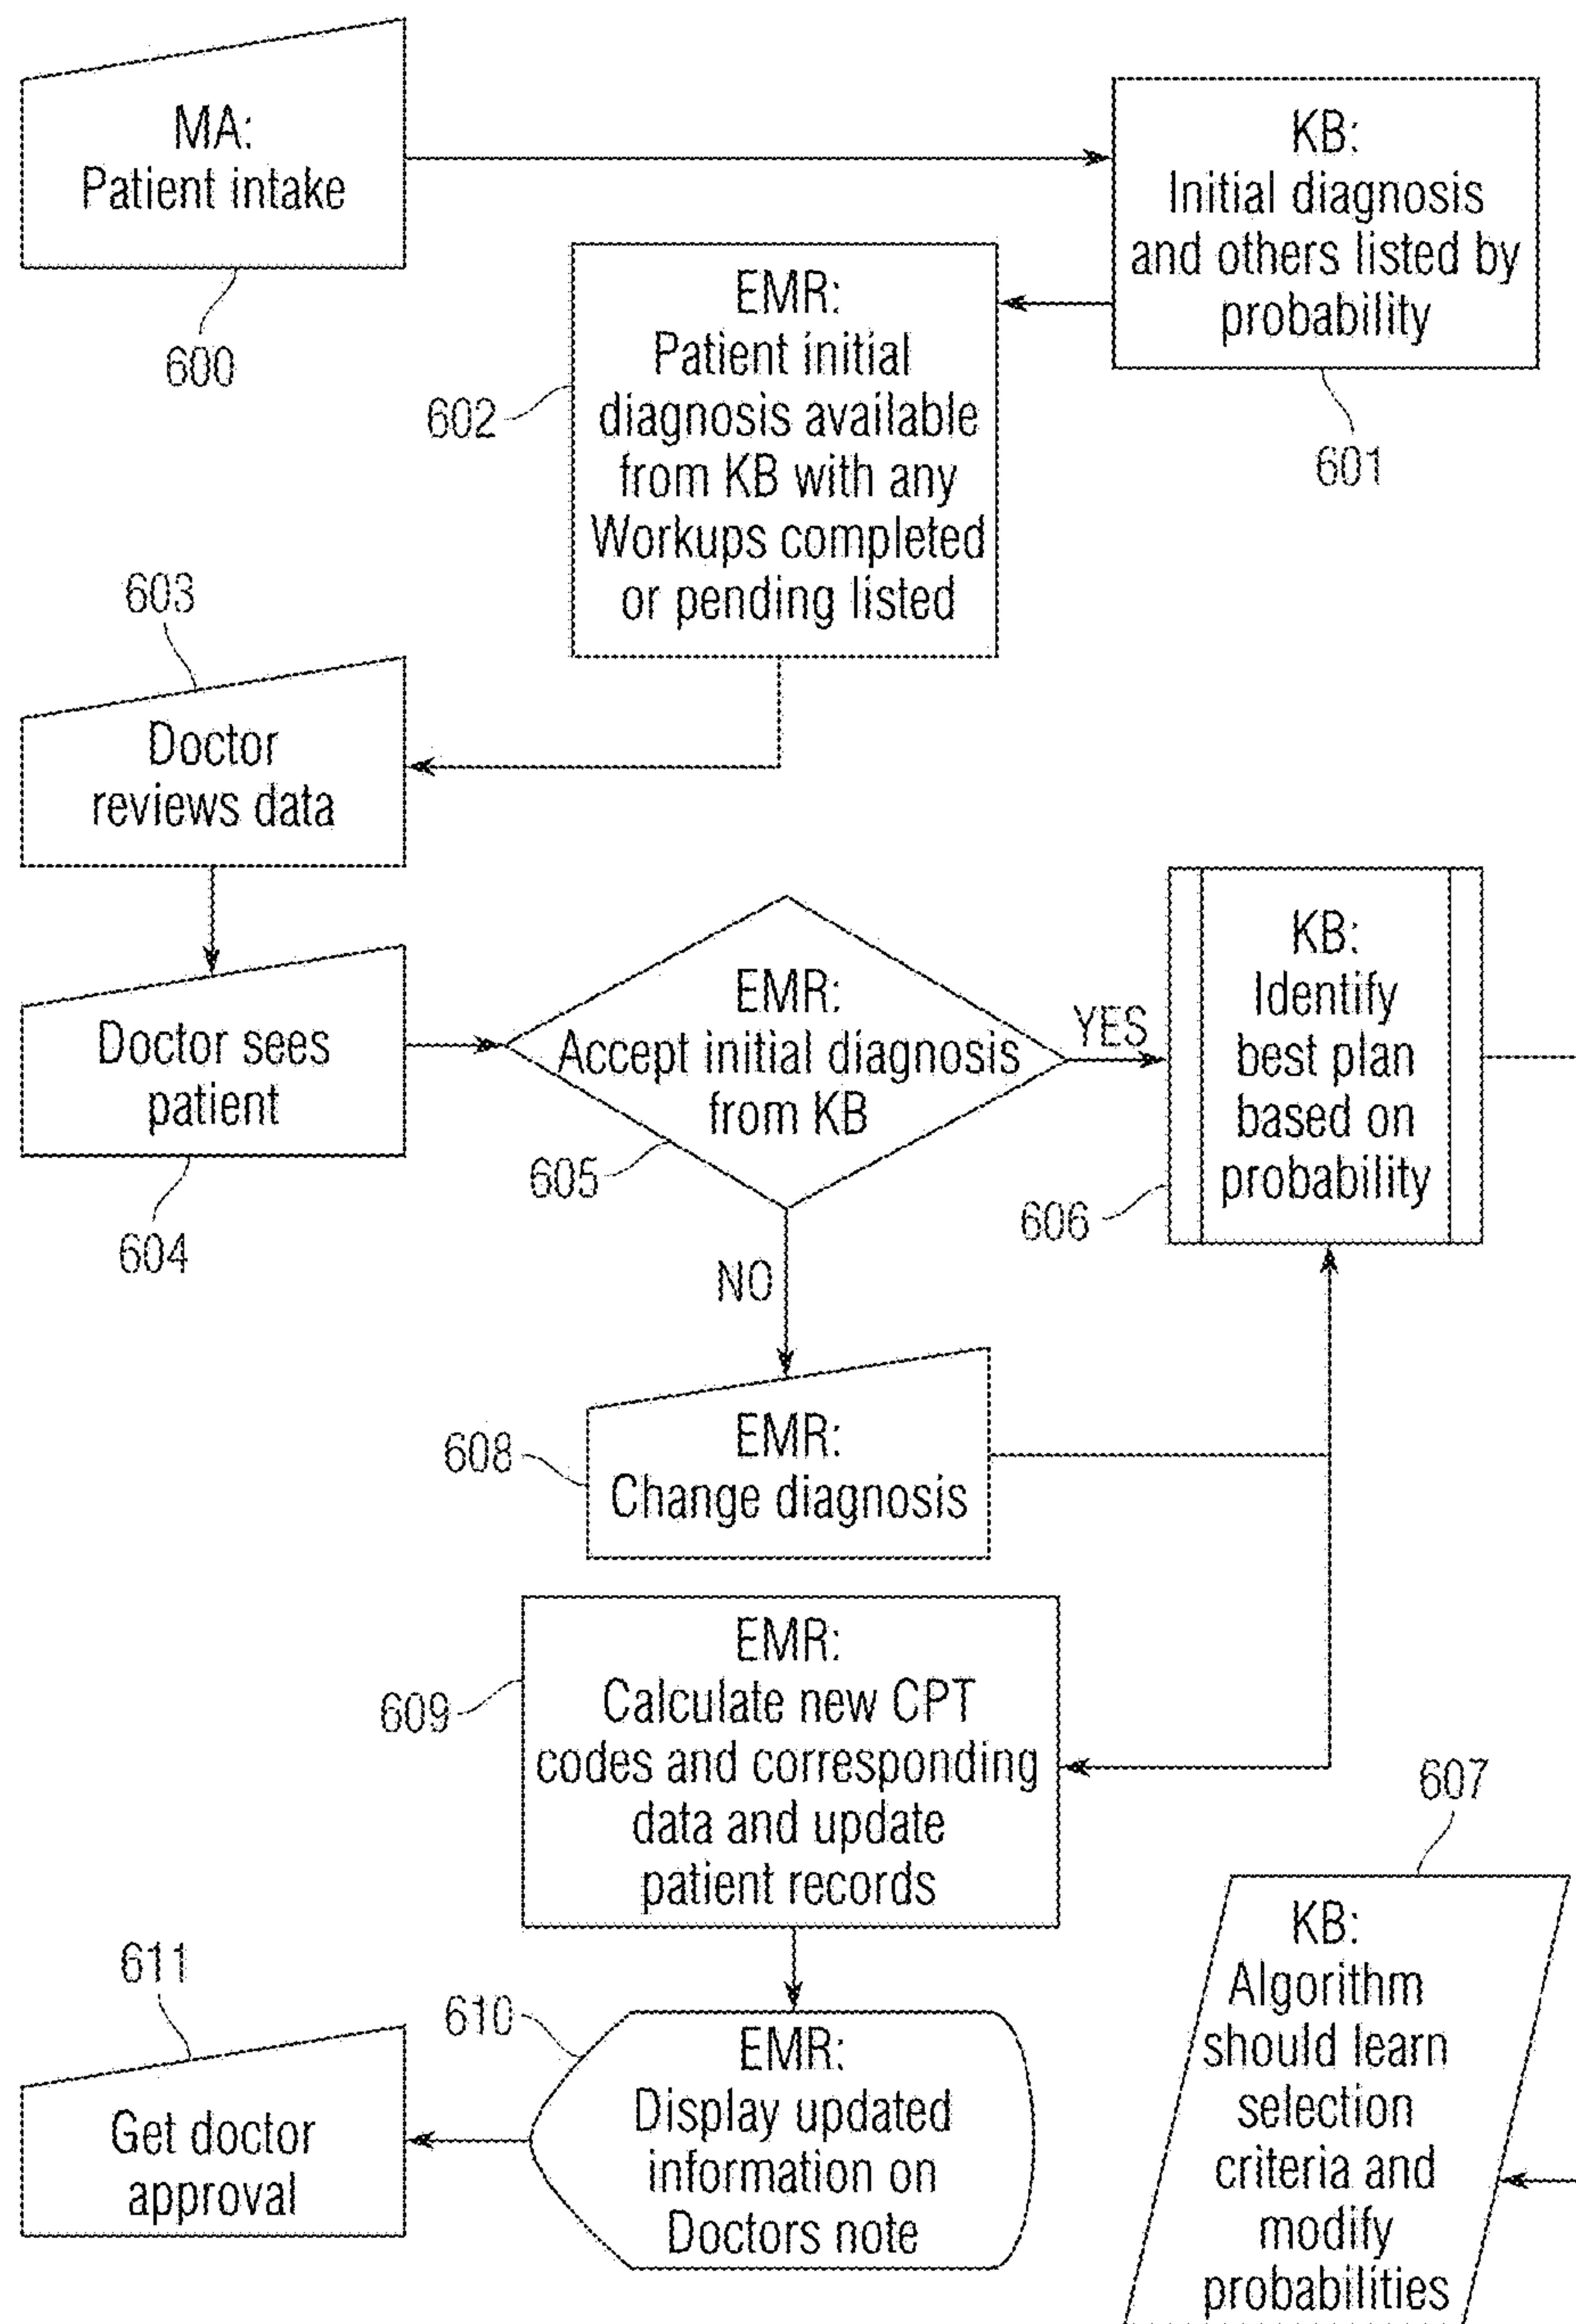 MA:
Patient intake
600
KB:
Initial diagnosis
and others listed by
probability
601
EMR:
Patient initial
diagnosis available
from KB with any
Workups completed
or pending listed
602
603
Doctor
reviews data
Doctor sees
patient
604
EMR:
Accept initial diagnosis
from KB
605
YES
NO
KB:
Identify
best plan
based on
probability
606
EMR:
Change diagnosis
608
EMR:
Calculate new CPT
codes and corresponding
data and update
patient records
609
607
KB:
Algorithm
should learn
selection
criteria and
modify
probabilities
610
EMR:
Display updated
information on
Doctors note
611
Get doctor
approval